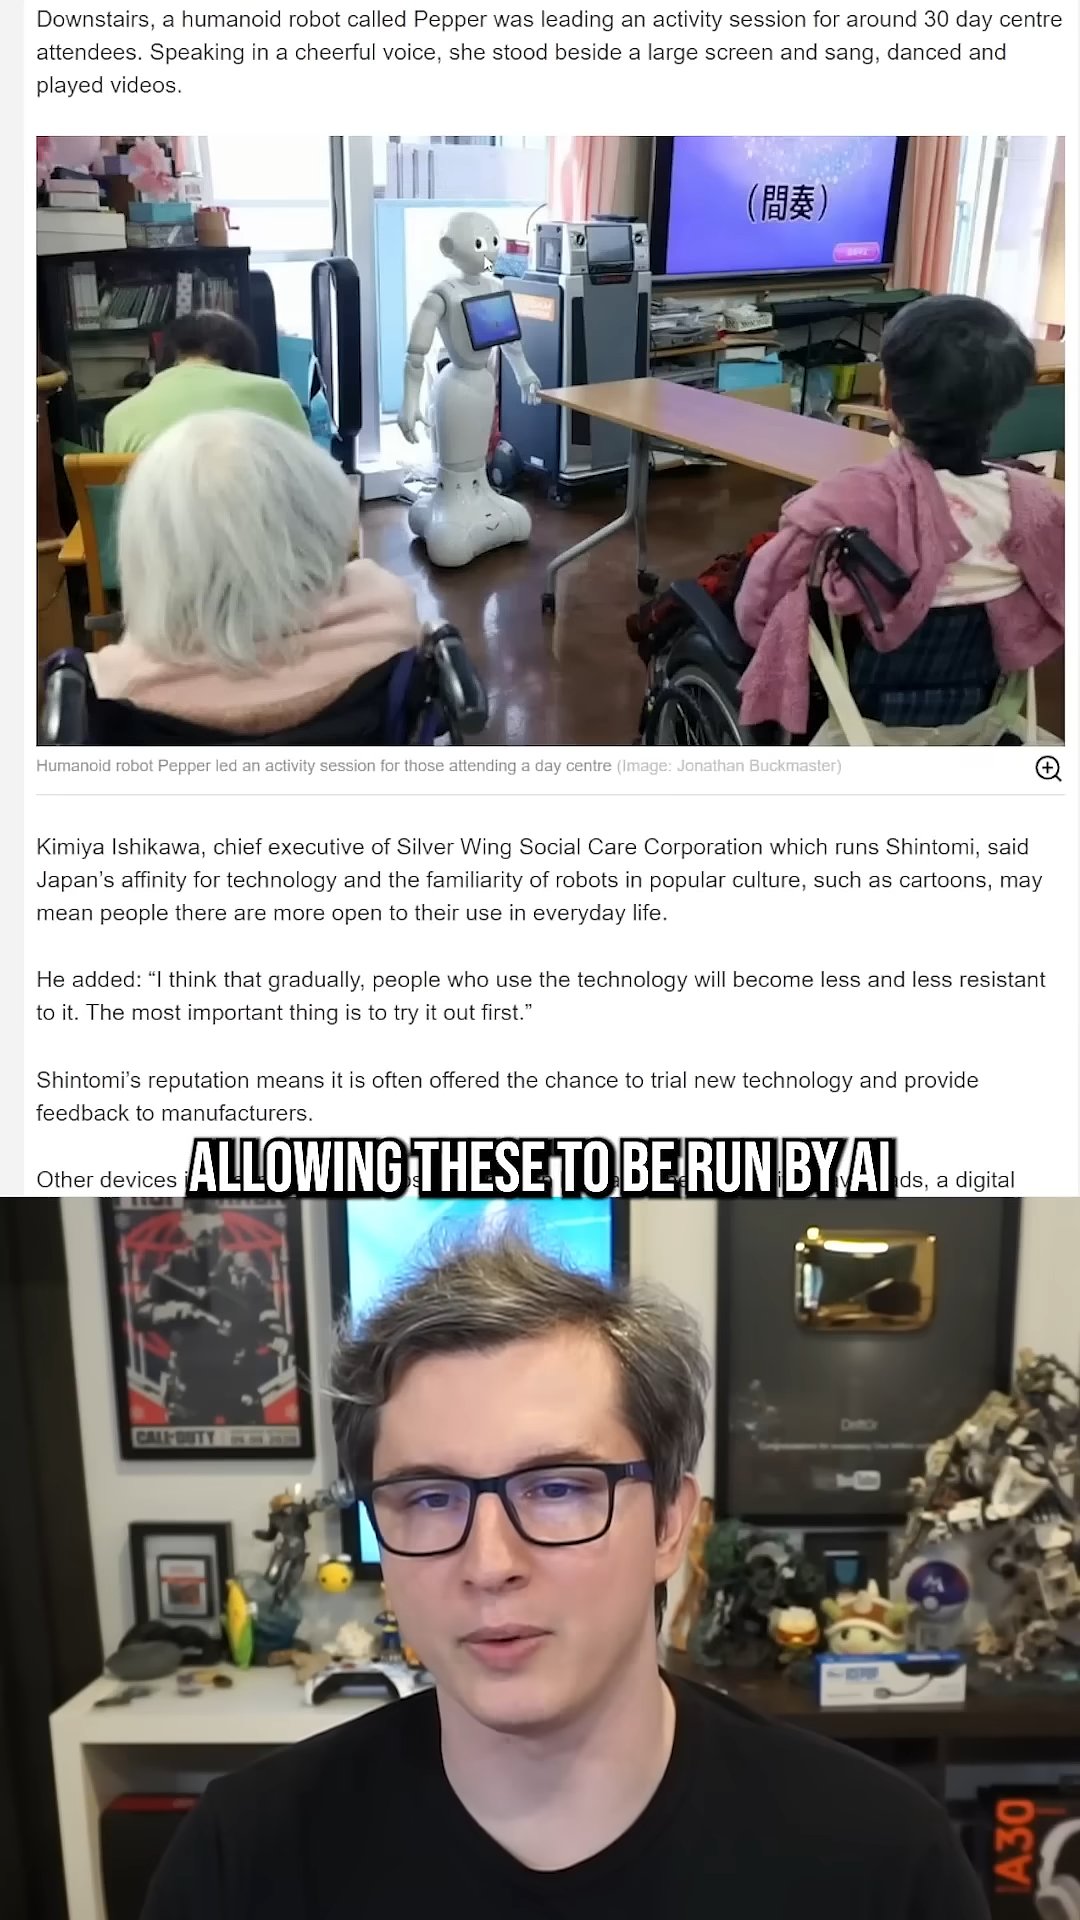 Downstairs, a humanoid robot called Pepper was leading an activity session for around 30 day centre
attendees. Speaking in a cheerful voice, she stood beside a large screen and sang, danced and
played videos.
(間奏)
Humanoid robot Pepper led an activity session for those attending a day centre (Image: Jonathan Buckmaster)
Kimiya Ishikawa, chief executive of Silver Wing Social Care Corporation which runs Shintomi, said
Japan’s affinity for technology and the familiarity of robots in popular culture, such as cartoons, may
mean people there are more open to their use in everyday life.
He added: “I think that gradually, people who use the technology will become less and less resistant
to it. The most important thing is to try it out first.”
Shintomi’s reputation means it is often offered the chance to trial new technology and provide
feedback to manufacturers.
Other devices
ds, a digital
ALLOWING THESE TO BE RUN BY AI
CALL DUTY
YouTube
A30